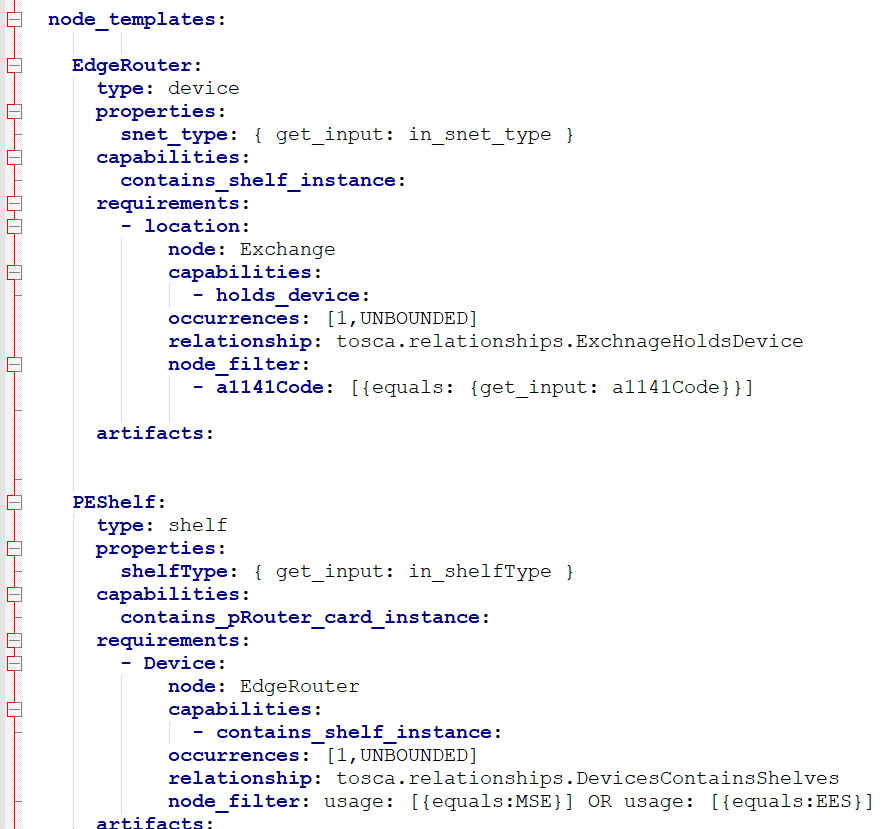 node_templates:
EdgeRouter:
type: device
properties:
snet_type: { get_input: in_snet_type }
capabilities:
contains_shelf_instance:
requirements:
- location:
node: Exchange
capabilities:
- holds_device:
occurrences: [1,UNBOUNDED]
relationship: tosca.relationships.ExchnageHoldsDevice
node_filter:
- a1141Code: [{equals: {get_input: a1141Code}}]
artifacts:
PEShelf:
type: shelf
properties:
shelfType: { get_input: in_shelfType }
capabilities:
contains_pRouter_card_instance:
requirements:
- Device:
node: EdgeRouter
capabilities:
- contains_shelf_instance:
occurrences: [1,UNBOUNDED]
relationship: tosca.relationships.DevicesContainsShelves
node_filter: usage: [{equals:MSE}] OR usage: [{equals:EES}]
artifacts: